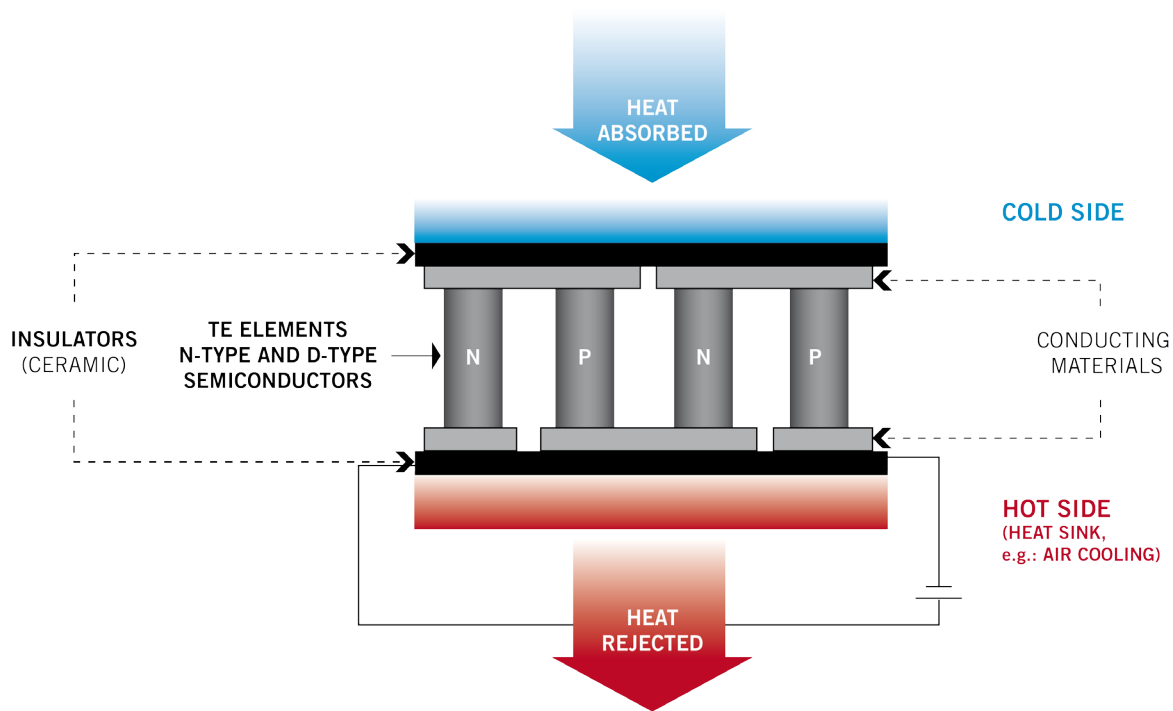 HEAT
ABSORBED
COLD SIDE
INSULATORS
(CERAMIC)
TE ELEMENTS
N-TYPE AND D-TYPE
SEMICONDUCTORS
N
P
N
P
CONDUCTING
MATERIALS
HOT SIDE
(HEAT SINK,
e.g.: AIR COOLING)
HEAT
REJECTED